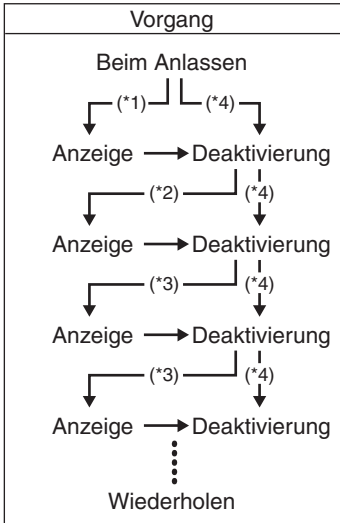 Vorgang
Beim Anlassen
(*1) (*4)
Anzeige Deaktivierung
(*2) (*4)
Anzeige Deaktivierung
(*3) (*4)
Anzeige Deaktivierung
(*3) (*4)
Anzeige Deaktivierung
Wiederholen